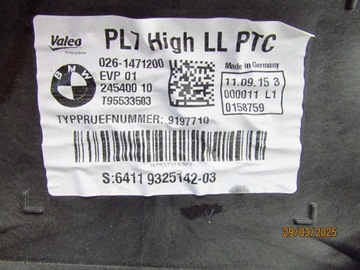 Valeo PL7 High LL PTC
BMW
026-1471200
EVP 01
245400 10
T95533503
Made in Germany
11.09.15 3
000011 L1
0158759
TYPPRUEFNUMMER: 9197710
S:6411 9325142-03
29/03/2025